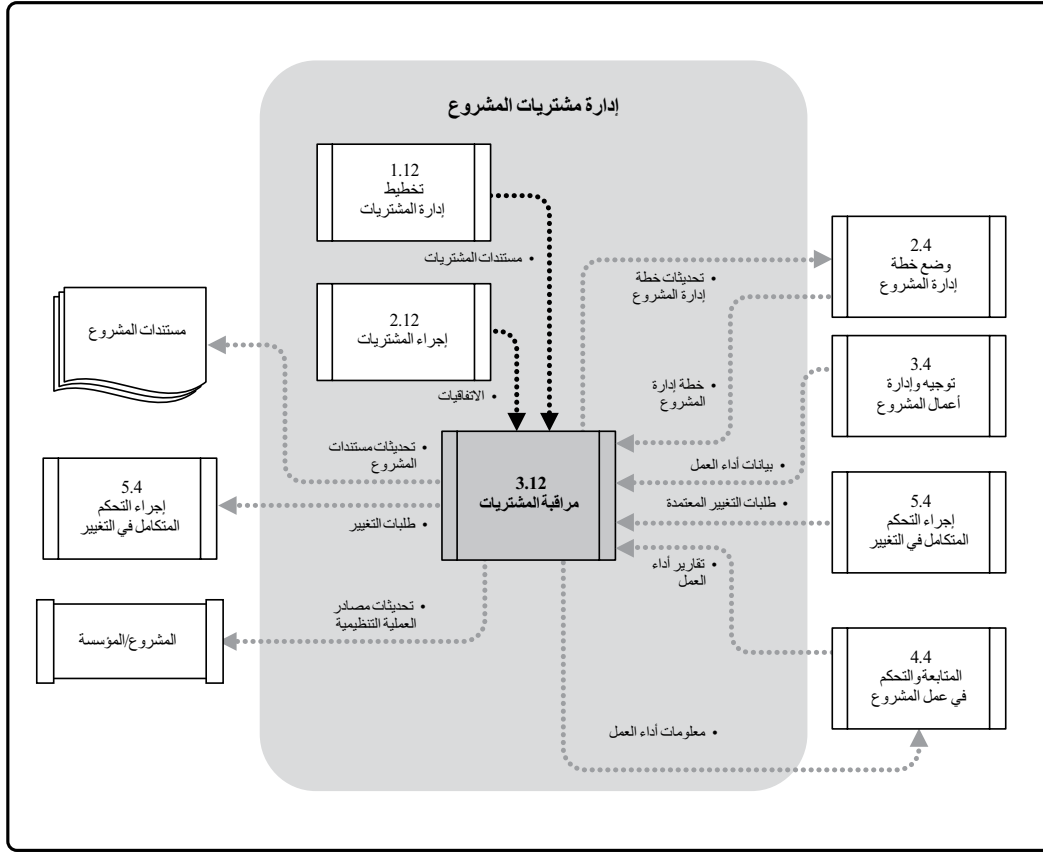 إدارة مشتريات المشروع
1.12
تخطيط
إدارة المشتريات
• مستندات المشتريات
2.12
إجراء المشتريات
• الاتفاقيات
2.4
وضع خطة
إدارة المشروع
• تحديثات خطة
إدارة المشروع
• خطة إدارة
المشروع
3.4
توجيه وإدارة
أعمال المشروع
مستندات المشروع
• تحديثات مستندات
المشروع
3.12
مراقبة المشتريات
• بيانات أداء العمل
• طلبات التغيير المعتمدة
5.4
إجراء التحكم
المتكامل في التغيير
5.4
إجراء التحكم
المتكامل في التغيير
• طلبات التغيير
• تقارير أداء
العمل
• تحديثات مصادر
العملية التنظيمية
المشروع/المؤسسة
4.4
المتابعة والتحكم
في عمل المشروع
• معلومات أداء العمل